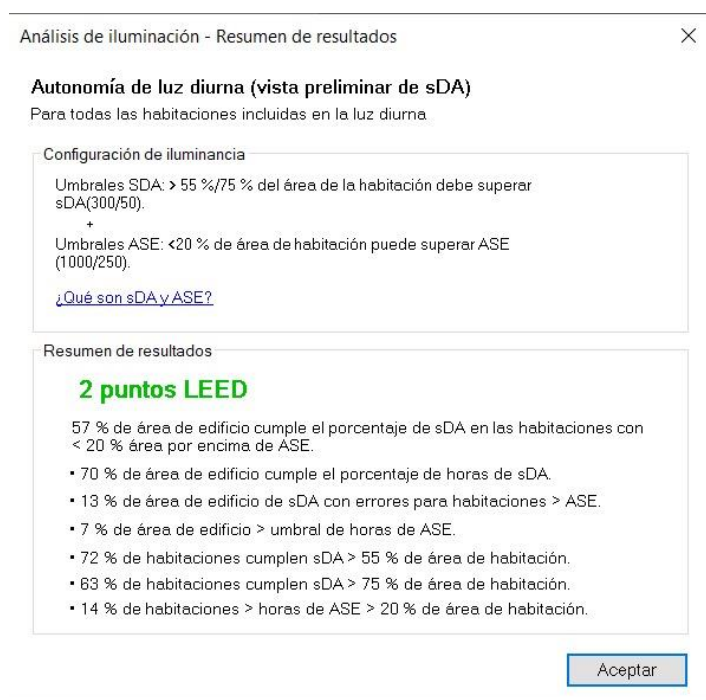 Análisis de iluminación - Resumen de resultados
Autonomía de luz diurna (vista preliminar de sDA)
Para todas las habitaciones incluidas en la luz diurna
Configuración de iluminancia
Umbrales SDA: > 55 %/75 % del área de la habitación debe superar
sDA(300/50).
+
Umbrales ASE: <20 % de área de habitación puede superar ASE
(1000/250).
¿Qué son sDA y ASE?
Resumen de resultados
2 puntos LEED
57 % de área de edificio cumple el porcentaje de sDA en las habitaciones con
< 20 % área por encima de ASE.
• 70 % de área de edificio cumple el porcentaje de horas de sDA.
• 13 % de área de edificio de sDA con errores para habitaciones > ASE.
• 7 % de área de edificio > umbral de horas de ASE.
• 72 % de habitaciones cumplen sDA > 55 % de área de habitación.
• 63 % de habitaciones cumplen sDA > 75 % de área de habitación.
• 14 % de habitaciones > horas de ASE > 20 % de área de habitación.
Aceptar